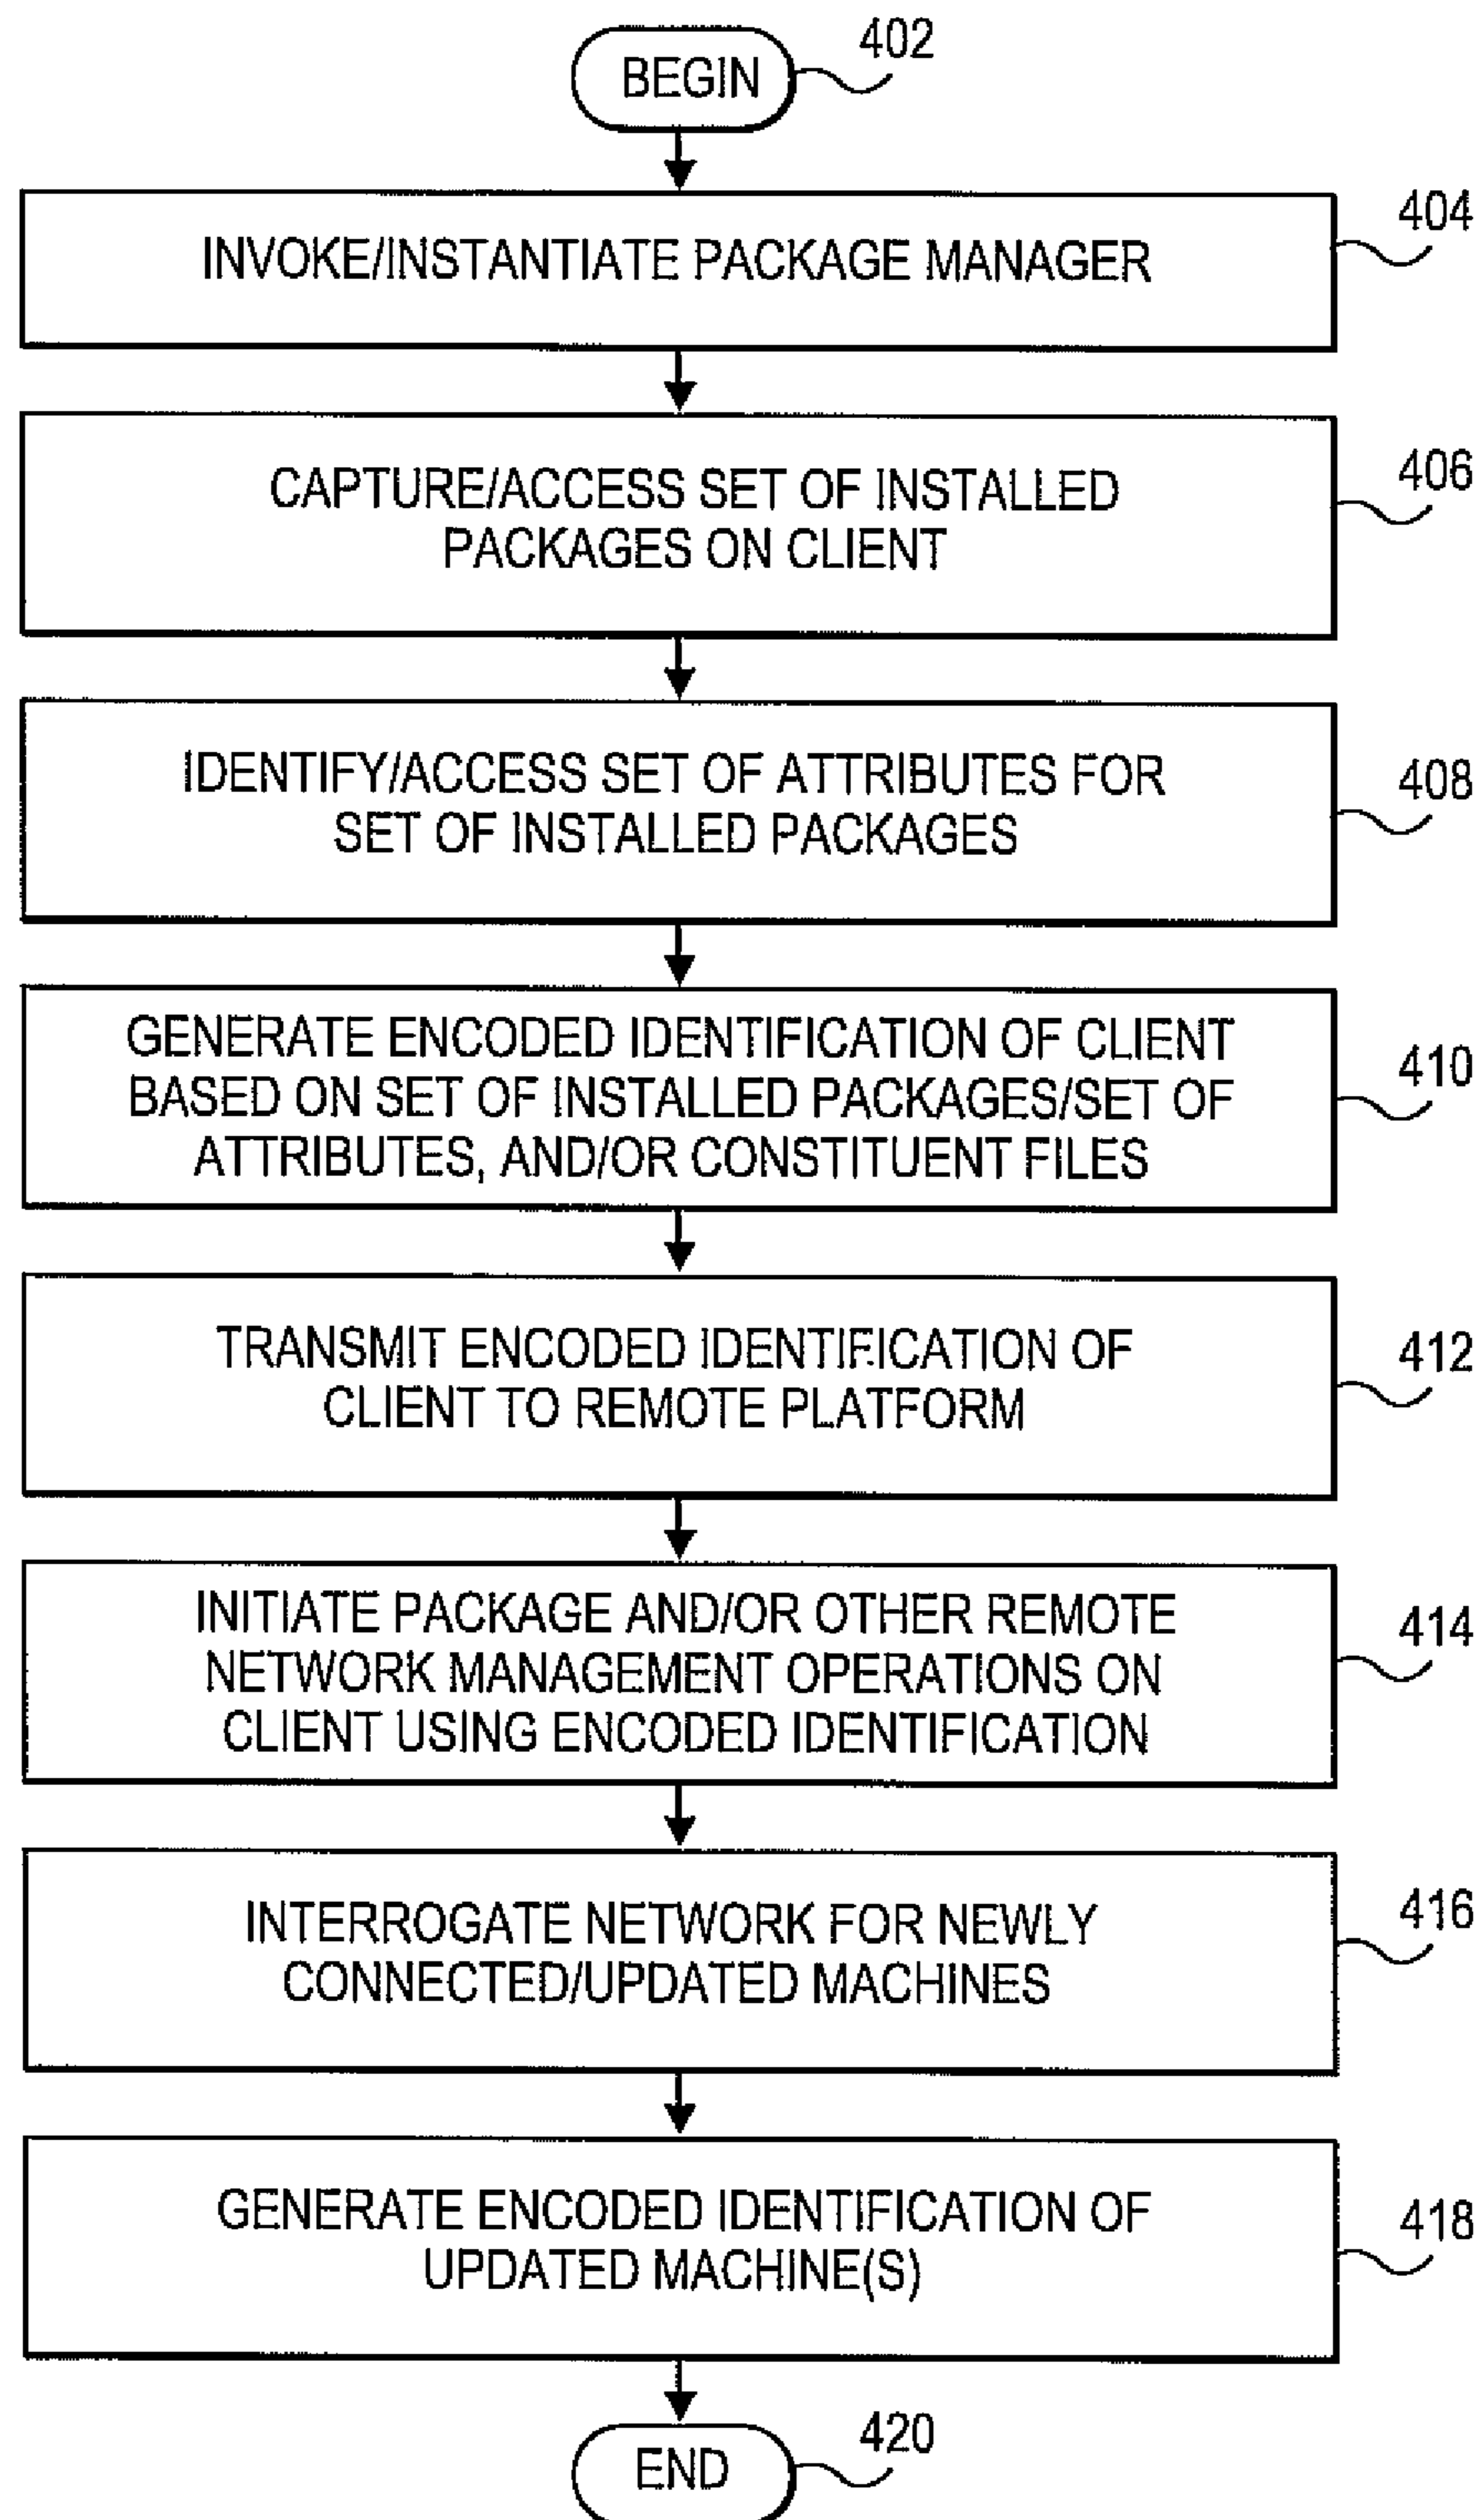 BEGIN
402
INVOKE/INSTANTIATE PACKAGE MANAGER
404
CAPTURE/ACCESS SET OF INSTALLED
PACKAGES ON CLIENT
406
IDENTIFY/ACCESS SET OF ATTRIBUTES FOR
SET OF INSTALLED PACKAGES
408
GENERATE ENCODED IDENTIFICATION OF CLIENT
BASED ON SET OF INSTALLED PACKAGES/SET OF
ATTRIBUTES, AND/OR CONSTITUENT FILES
410
TRANSMIT ENCODED IDENTIFICATION OF
CLIENT TO REMOTE PLATFORM
412
INITIATE PACKAGE AND/OR OTHER REMOTE
NETWORK MANAGEMENT OPERATIONS ON
CLIENT USING ENCODED IDENTIFICATION
414
INTERROGATE NETWORK FOR NEWLY
CONNECTED/UPDATED MACHINES
416
GENERATE ENCODED IDENTIFICATION OF
UPDATED MACHINE(S)
418
END
420